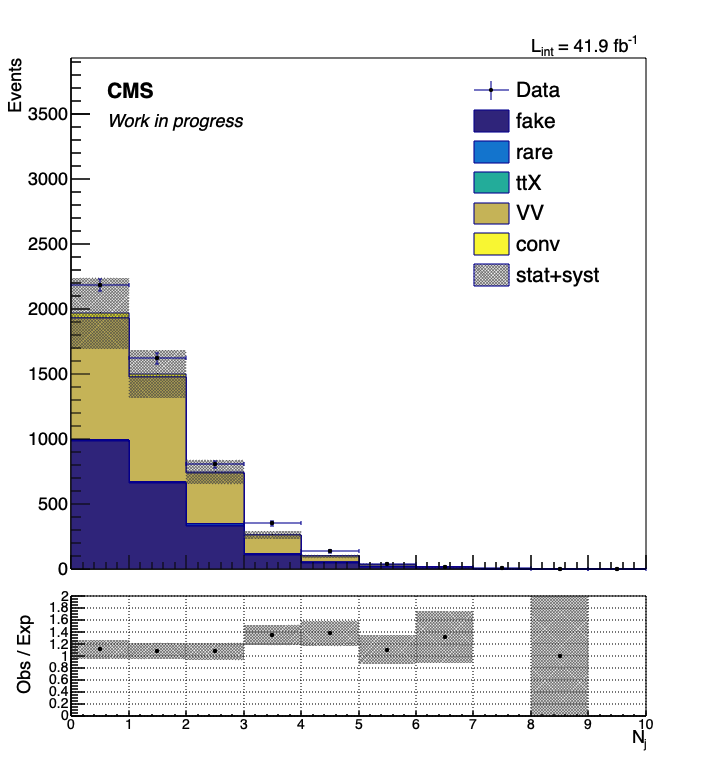 L_int = 41.9 fb^-1
Events
CMS
Work in progress
Data
fake
rare
ttX
VV
conv
stat+syst
3500
3000
2500
2000
1500
1000
500
0
Obs / Exp
2
1.8
1.6
1.4
1.2
1
0.8
0.6
0.4
0.2
0
0 1 2 3 4 5 6 7 8 9 10
N_j